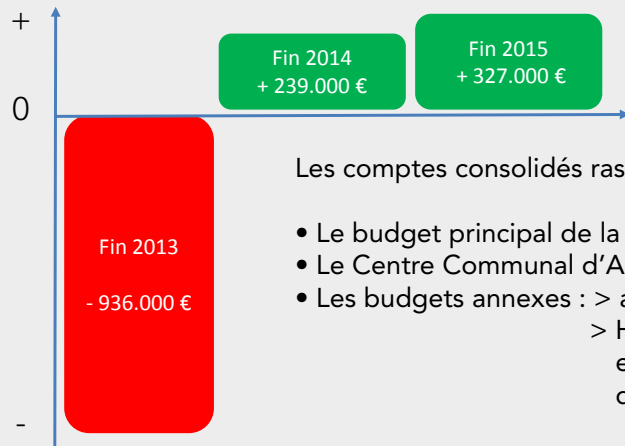 +
Fin 2014
+ 239.000 €
Fin 2015
+ 327.000 €
0
Fin 2013
- 936.000 €
Les comptes consolidés
• Le budget principal de la
• Le Centre Communal
• Les budgets annexes : >
>
-